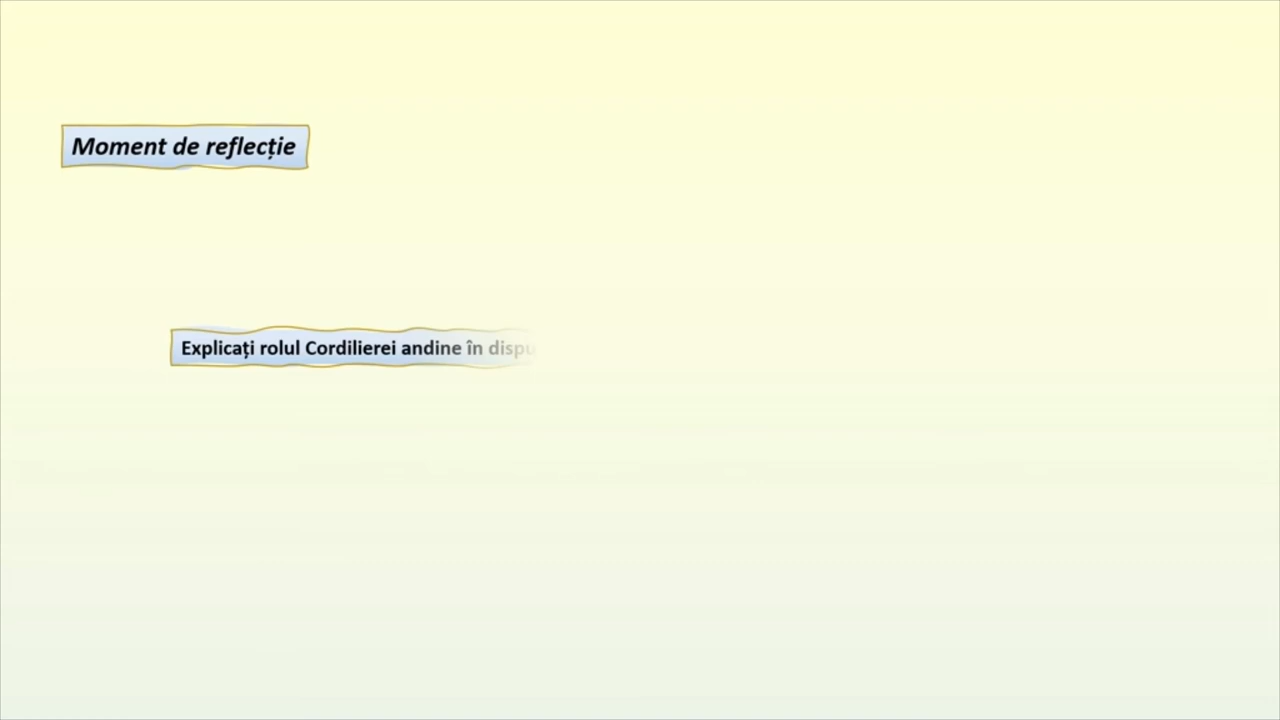 Moment de reflecție
Explicați rolul Cordilierei andine în